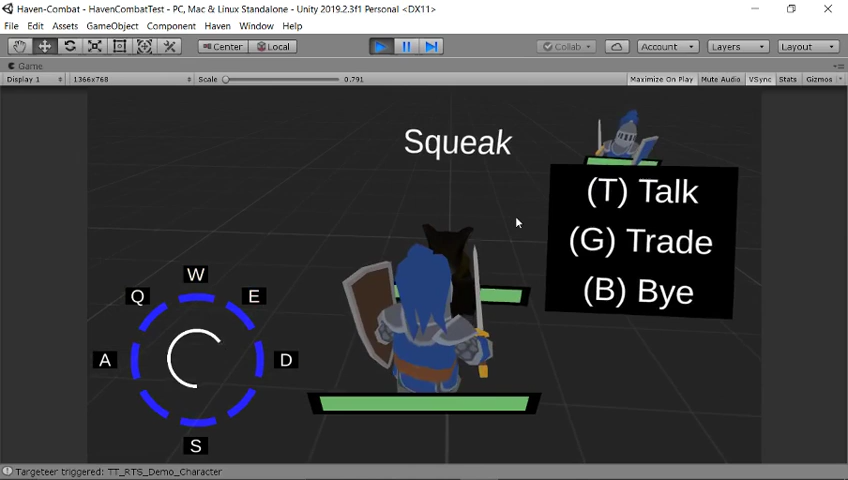 Haven-Combat - HavenCombatTest - PC, Mac & Linux Standalone - Unity 2019.2.3f1 Personal <DX11>
File Edit Assets GameObject Component Haven Window Help
Center Local Collab Account Layers Layout
Game
Display 1 1366x768 Scale 0.791 Maximize On Play Mute Audio VSync Stats Gizmos
Squeak
(T) Talk
(G) Trade
(B) Bye
W
Q E
A D
S
Targeteer triggered: TT_RTS_Demo_Character